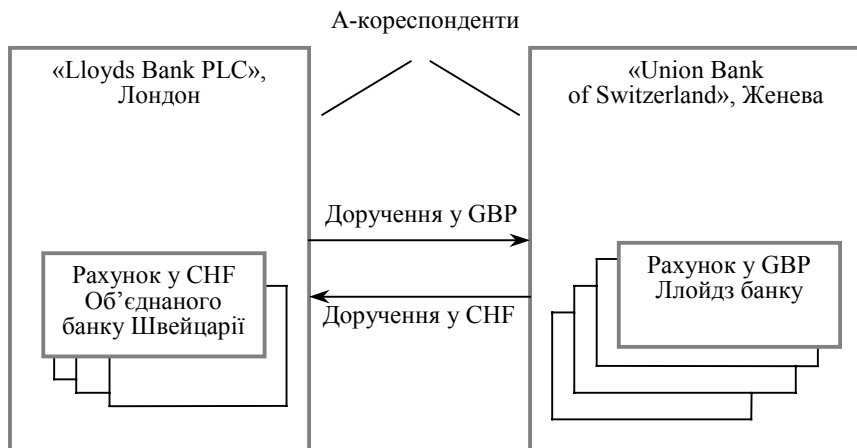 А-кореспонденти
«Lloyds Bank PLC»,
Лондон
«Union Bank
of Switzerland», Женева
Доручення у GBP
Рахунок у CHF
Об’єднаного
банку Швейцарії
Рахунок у GBP
Ллойдз банку
Доручення у CHF